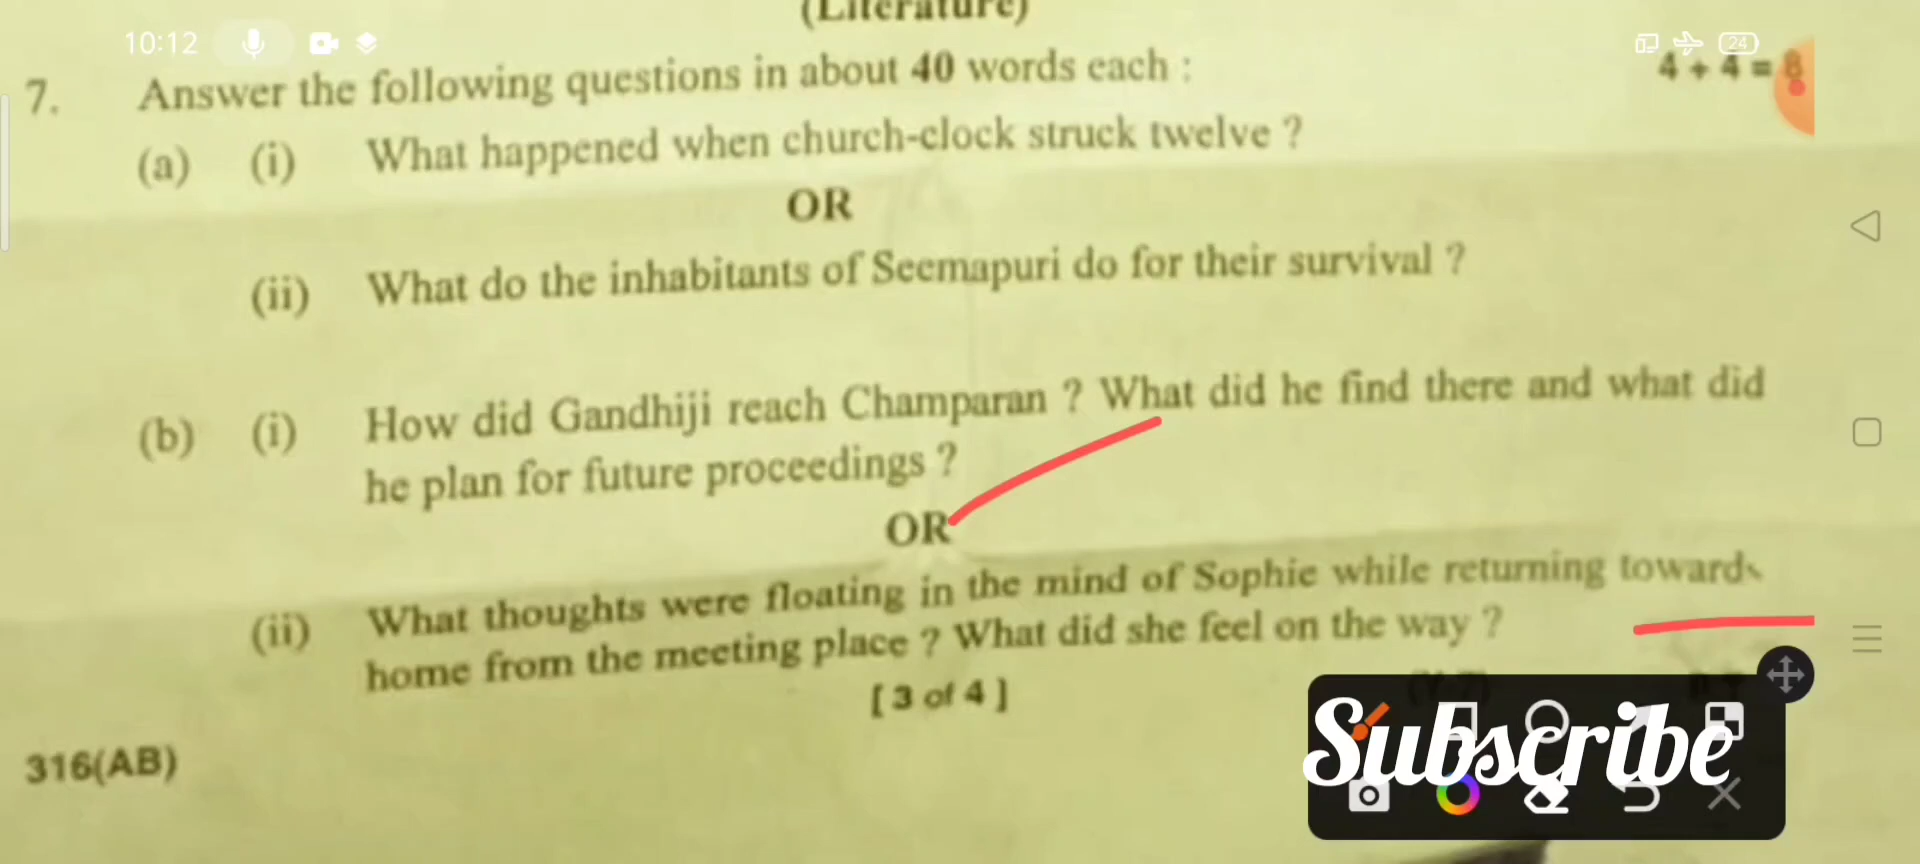 (Literature)
10:12
24
7. Answer the following questions in about 40 words each : 4 + 4 = 8
(a) (i) What happened when church-clock struck twelve ?
OR
(ii) What do the inhabitants of Seemapuri do for their survival ?
(b) (i) How did Gandhiji reach Champaran ? What did he find there and what did
he plan for future proceedings ?
OR
(ii) What thoughts were floating in the mind of Sophie while returning towards
home from the meeting place ? What did she feel on the way ?
[ 3 of 4 ]
Subscribe
316(AB)